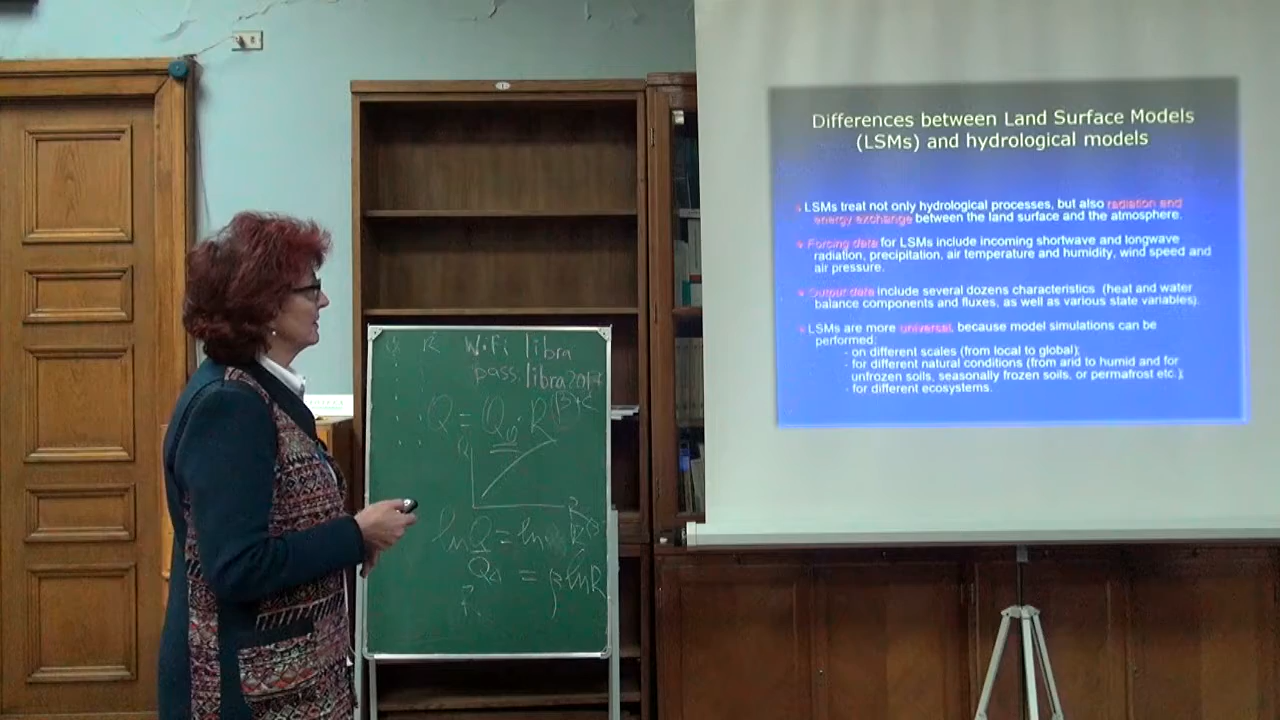 Differences between Land Surface Models
(LSMs) and hydrological models
LSMs treat not only hydrological processes, but also radiation and
energy exchange between the land surface and the atmosphere.
Forcing data for LSMs include incoming shortwave and longwave
radiation, precipitation, air temperature and humidity, wind speed and
air pressure.
Output data include several dozens characteristics (heat and water
balance components and fluxes, as well as various state variables).
LSMs are more universal, because model simulations can be
performed:
- on different scales (from local to global);
- for different natural conditions (from arid to humid and for
unfrozen soils, seasonally frozen soils, or permafrost etc.);
- for different ecosystems.
Wi-Fi libra
pass. libra
Q =
R
ln Q = ln
= β ln R